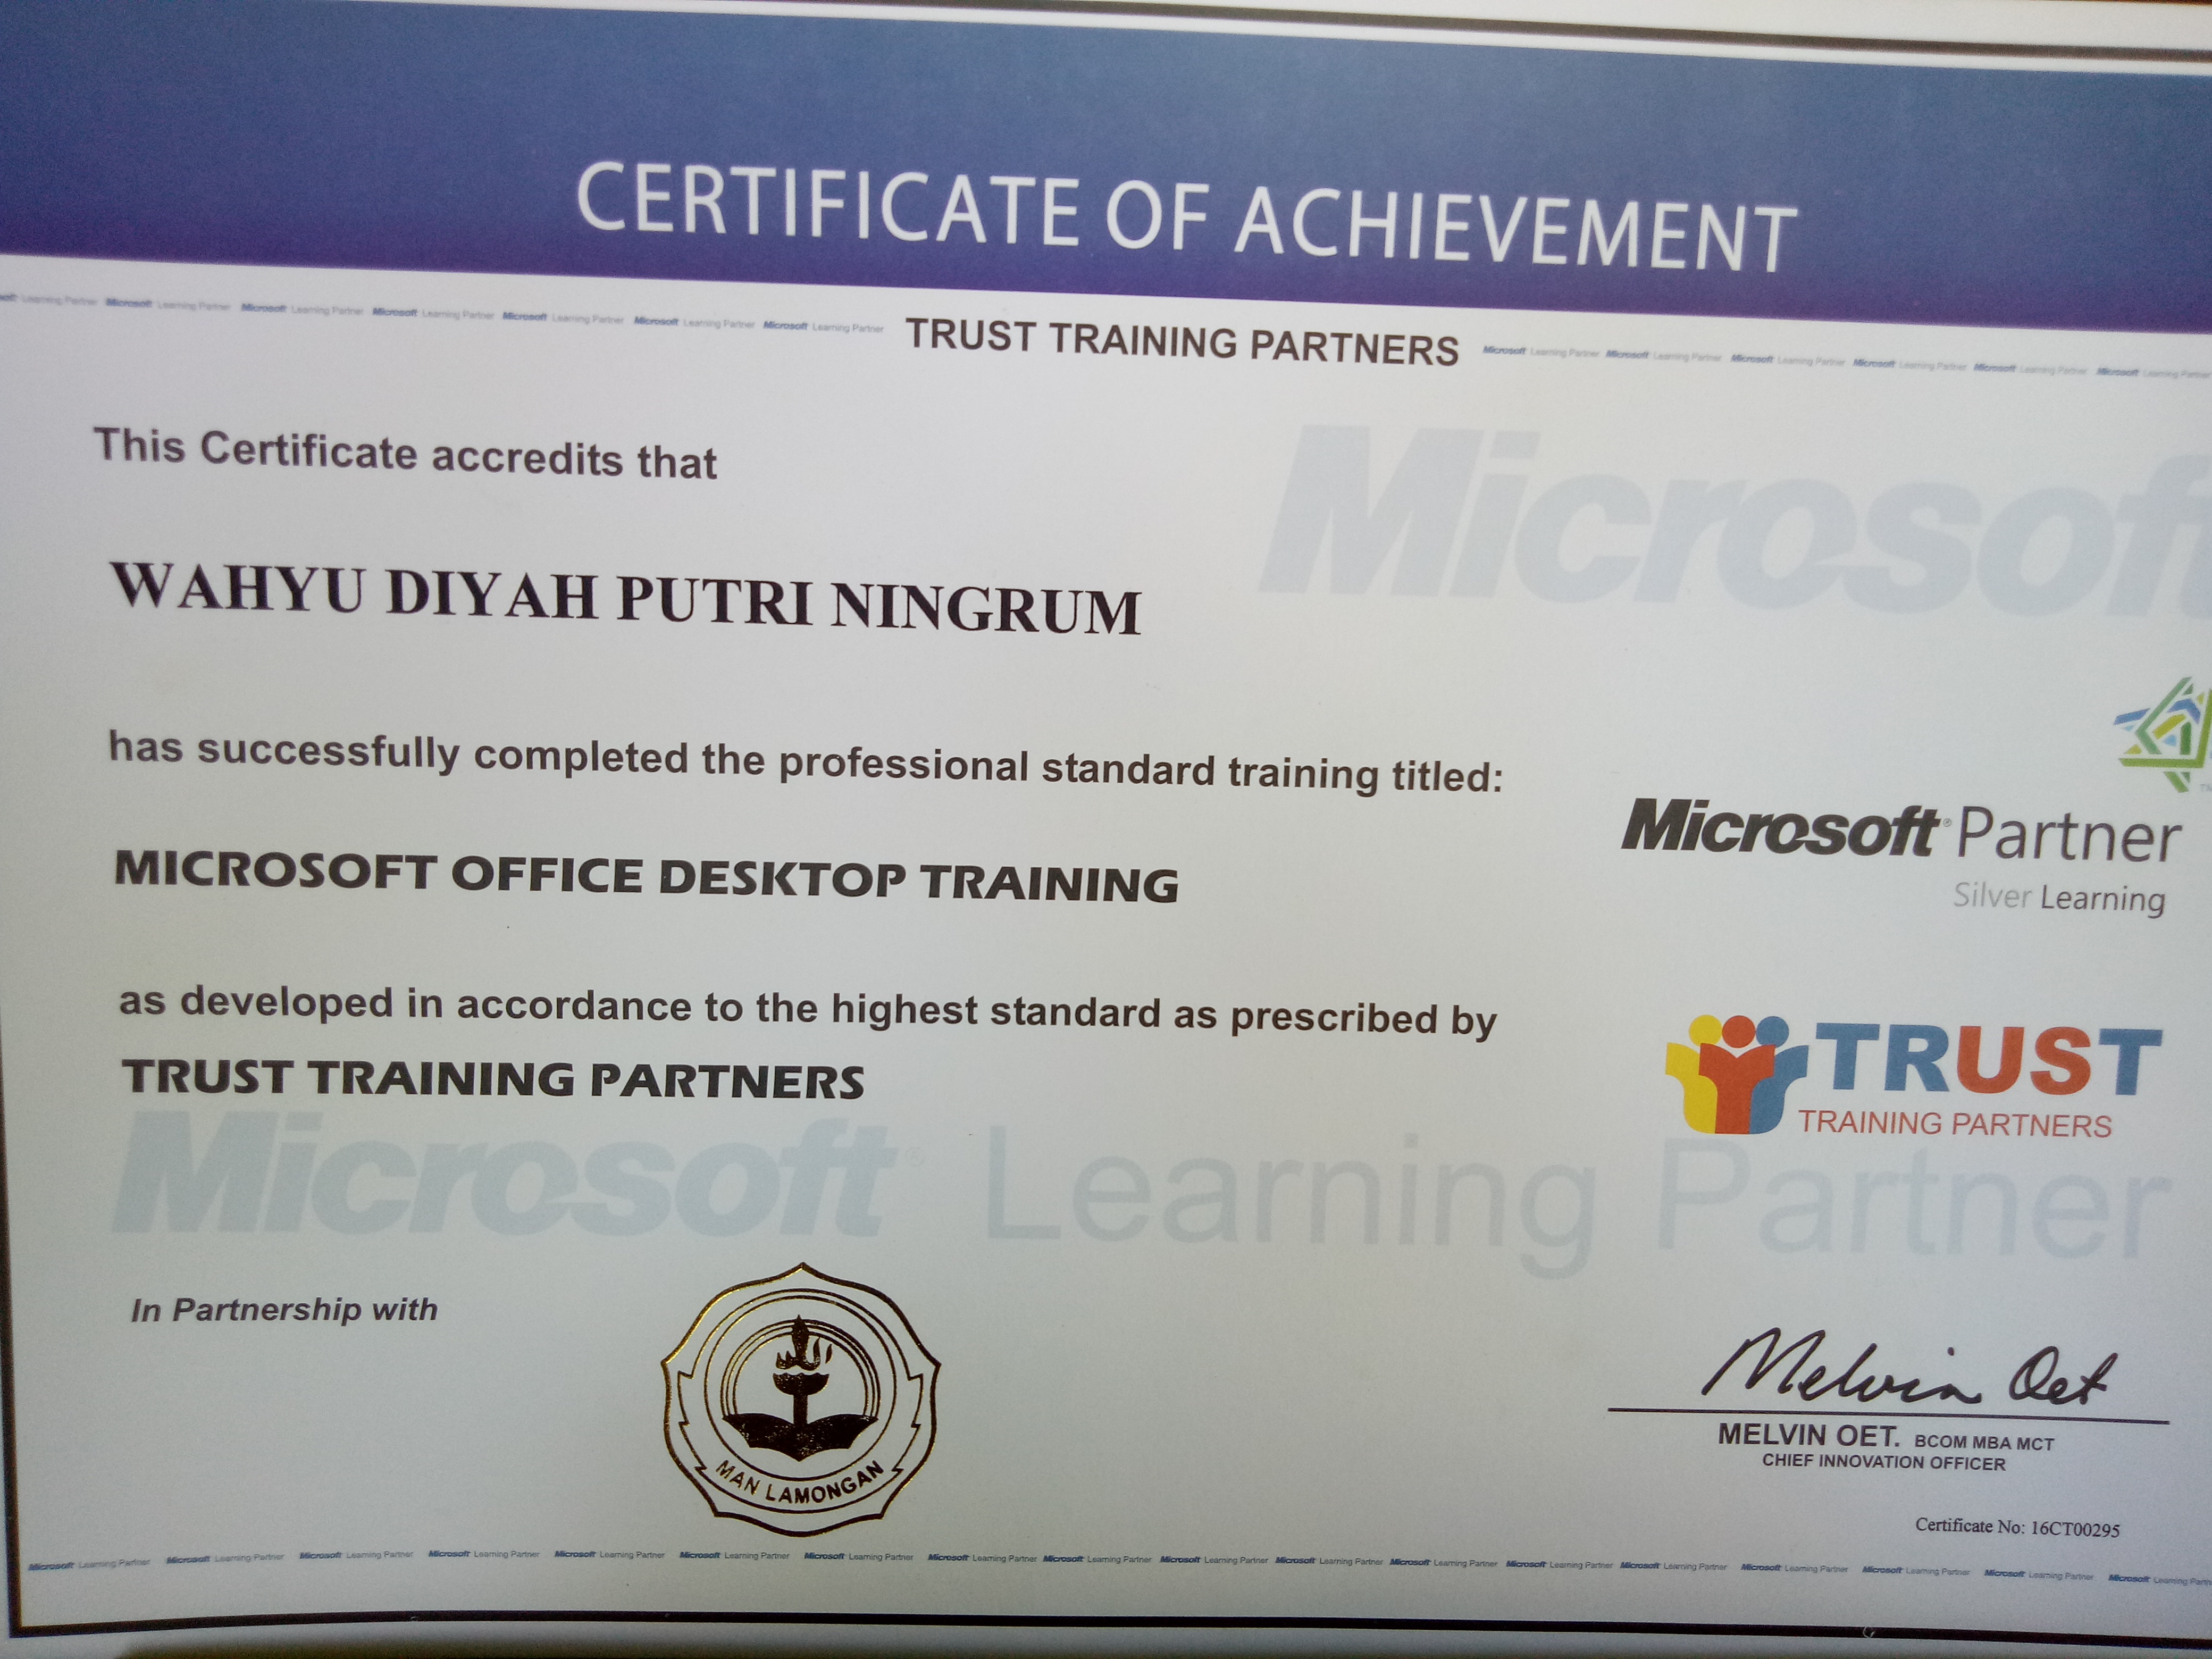 CERTIFICATE OF ACHIEVEMENT
Learning Partner Microsoft Learning Partner Microsoft Learning Partner Microsoft Learning Partner Microsoft Learning Partner Microsoft Learning Partner Microsoft Learning Partner TRUST TRAINING PARTNERS Microsoft Learning Partner Microsoft Learning Partner Microsoft Learning Partner Microsoft Learning Partner Microsoft Learning Partner Microsoft Learning Partner
This Certificate accredits that
Microsoft
WAHYU DIYAH PUTRI NINGRUM
has successfully completed the professional standard training titled:
Microsoft® Partner
Silver Learning
MICROSOFT OFFICE DESKTOP TRAINING
as developed in accordance to the highest standard as prescribed by
TRUST TRAINING PARTNERS
TRUST
TRAINING PARTNERS
Microsoft® Learning Partner
In Partnership with
MAN LAMONGAN
Melvin Oet
MELVIN OET. BCOM MBA MCT
CHIEF INNOVATION OFFICER
Certificate No: 16CT00295
Microsoft Learning Partner Microsoft Learning Partner Microsoft Learning Partner Microsoft Learning Partner Microsoft Learning Partner Microsoft Learning Partner Microsoft Learning Partner Microsoft Learning Partner Microsoft Learning Partner Microsoft Learning Partner Microsoft Learning Partner Microsoft Learning Partner Microsoft Learning Partner Microsoft Learning Partner Microsoft Learning Partner Microsoft Learning Partner Microsoft Learning Partner Microsoft Learning